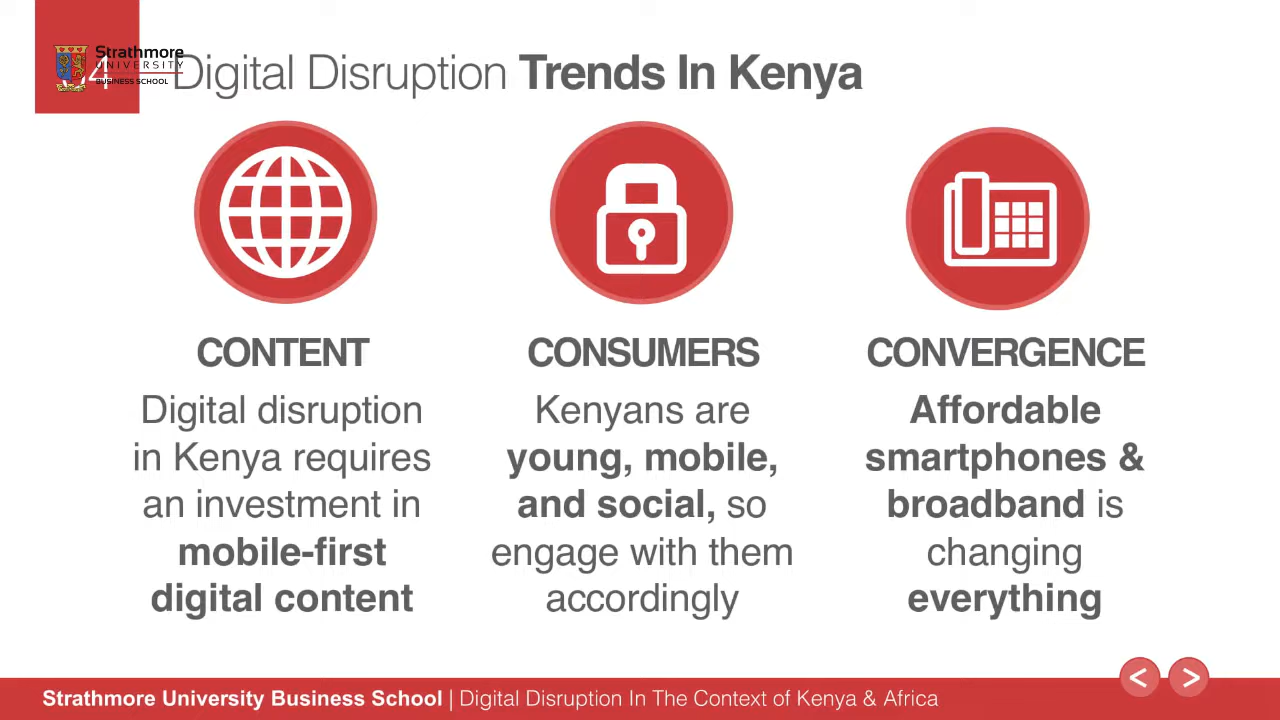 Strathmore
UNIVERSITY
BUSINESS SCHOOL
Digital Disruption Trends In Kenya
CONTENT
Digital disruption
in Kenya requires
an investment in
mobile-first
digital content
CONSUMERS
Kenyans are
young, mobile,
and social, so
engage with them
accordingly
CONVERGENCE
Affordable
smartphones &
broadband is
changing
everything
Strathmore University Business School | Digital Disruption In The Context of Kenya & Africa